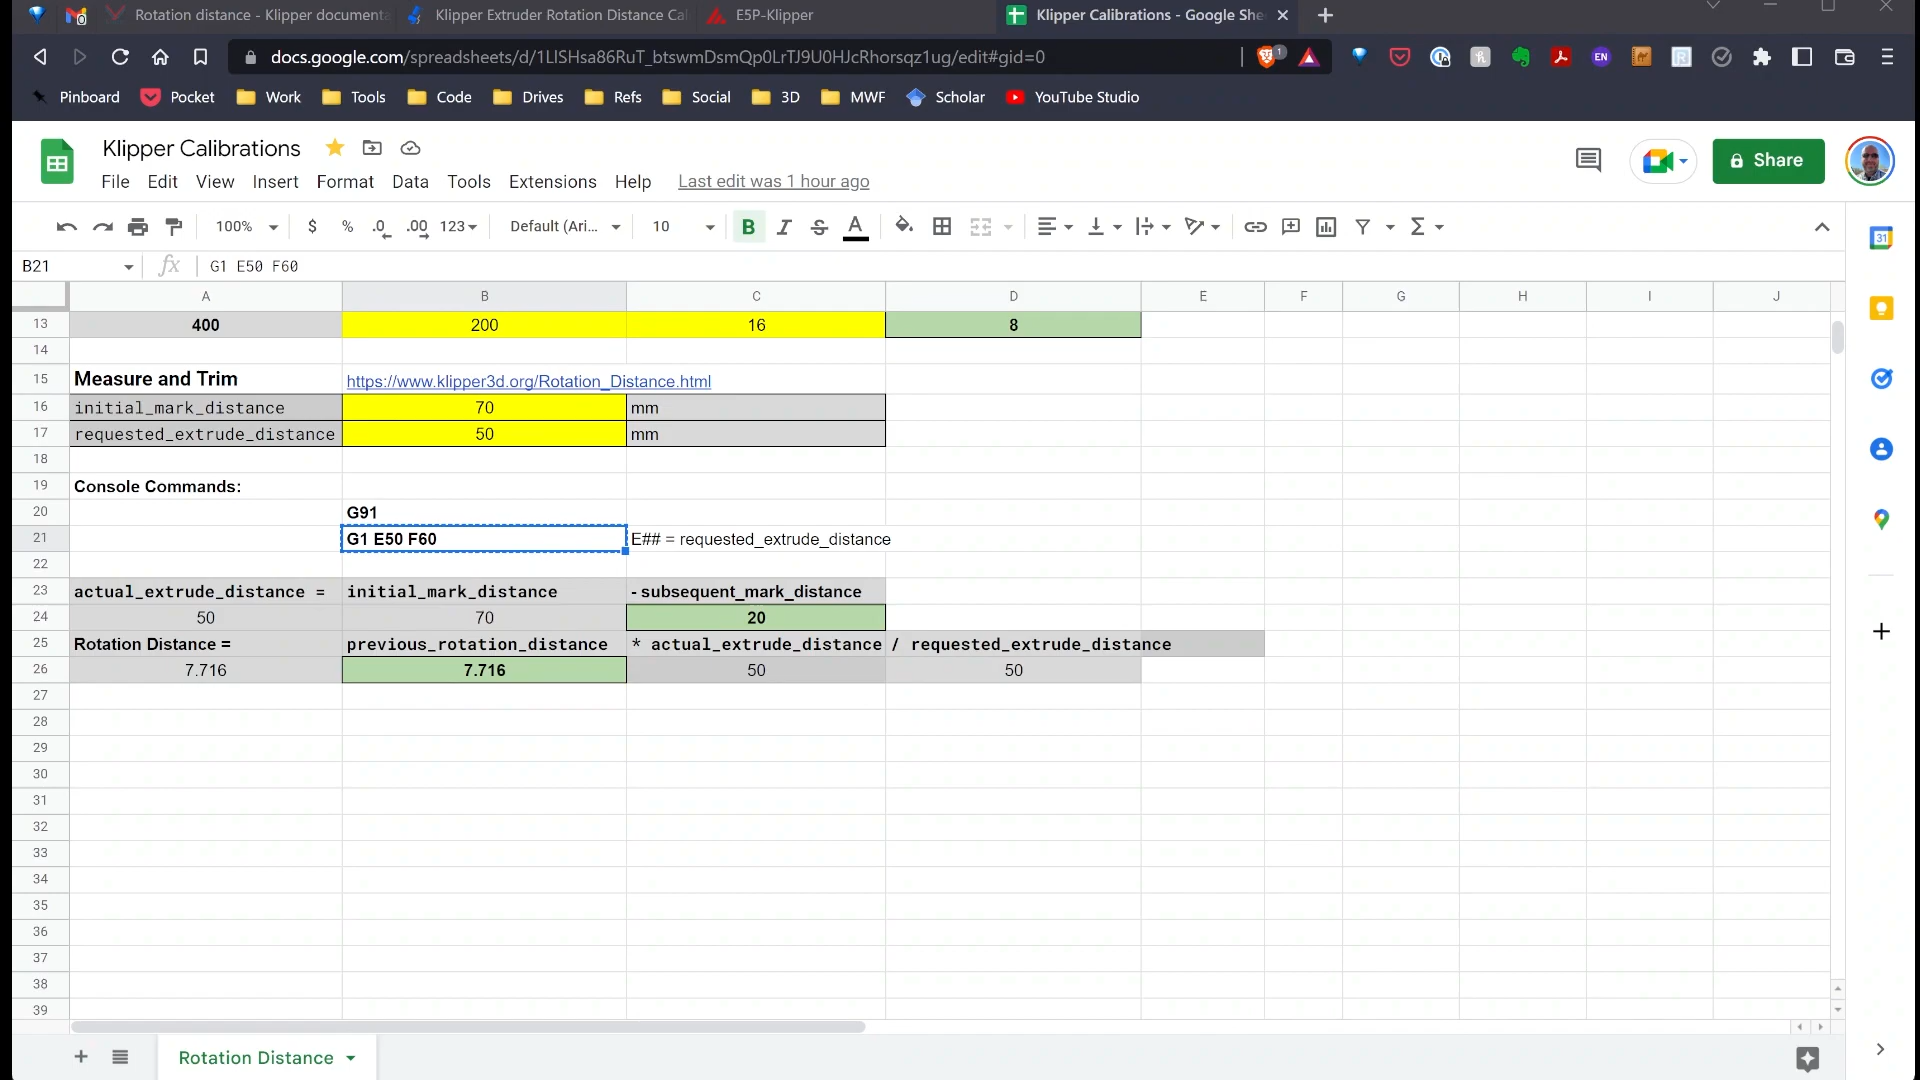 Rotation distance - Klipper documenta
Klipper Extruder Rotation Distance Cal
E5P-Klipper
Klipper Calibrations - Google She
docs.google.com/spreadsheets/d/1LlSHsa86RuT_btswmDsmQp0LrTJ9U0HJcRhorsqz1ug/edit#gid=0
1
EN
Pinboard
Pocket
Work
Tools
Code
Drives
Refs
Social
3D
MWF
Scholar
YouTube Studio
Klipper Calibrations
Share
File Edit View Insert Format Data Tools Extensions Help Last edit was 1 hour ago
100% $ % .0 .00 123 Default (Ari... 10 B I S A
31
B21 fx G1 E50 F60
A B C D E F G H I J
13 400 200 16 8
14
15 Measure and Trim https://www.klipper3d.org/Rotation_Distance.html
16 initial_mark_distance 70 mm
17 requested_extrude_distance 50 mm
18
19 Console Commands:
20 G91
21 G1 E50 F60 E## = requested_extrude_distance
22
23 actual_extrude_distance = initial_mark_distance - subsequent_mark_distance
24 50 70 20
25 Rotation Distance = previous_rotation_distance * actual_extrude_distance / requested_extrude_distance
26 7.716 7.716 50 50
27
28
29
30
31
32
33
34
35
36
37
38
39
Rotation Distance